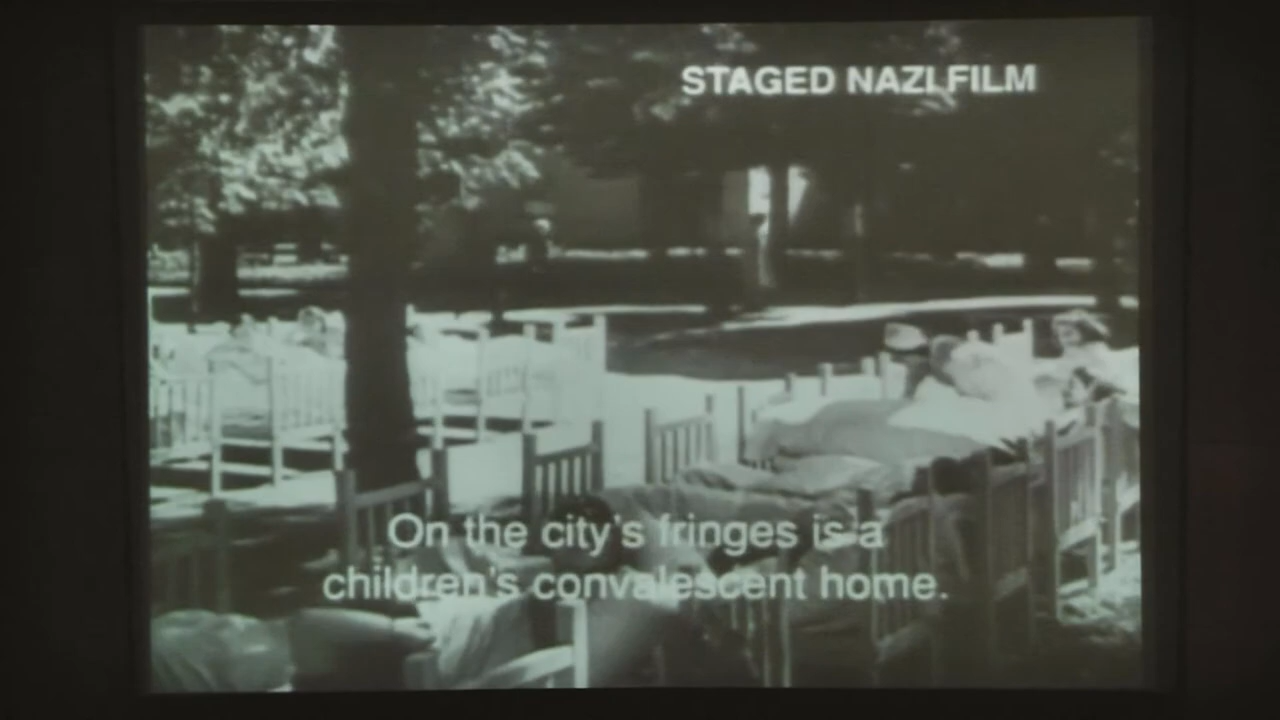 STAGED NAZI FILM
On the city's fringes is a
children's convalescent home.